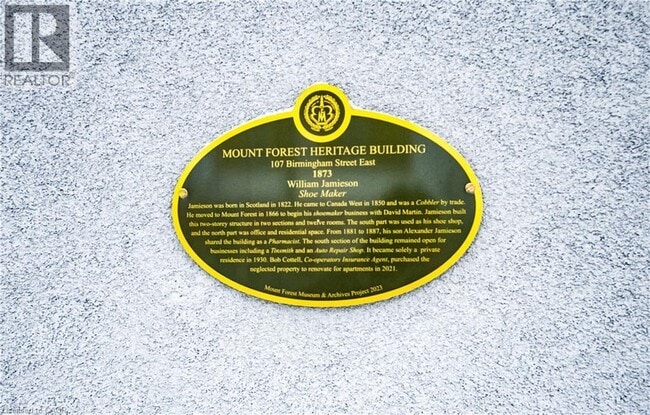 REALTOR
M
MOUNT FOREST HERITAGE BUILDING
107 Birmingham Street East
1873
William Jamieson
Shoe Maker
Jamieson was born in Scotland in 1822. He came to Canada West in 1850 and was a Cobbler by trade.
He moved to Mount Forest in 1866 to begin his shoemaker business with David Martin. Jamieson built
this two-storey structure in two sections and twelve rooms. The south part was used as his shoe shop,
and the north part was office and residential space. From 1881 to 1887, his son Alexander Jamieson
shared the building as a Pharmacist. The south section of the building remained open for
businesses including a Tinsmith and an Auto Repair Shop. It became solely a private
residence in 1930. Bob Cottell, Co-operators Insurance Agent, purchased the
neglected property to renovate for apartments in 2021.
Mount Forest Museum & Archives Project 2023